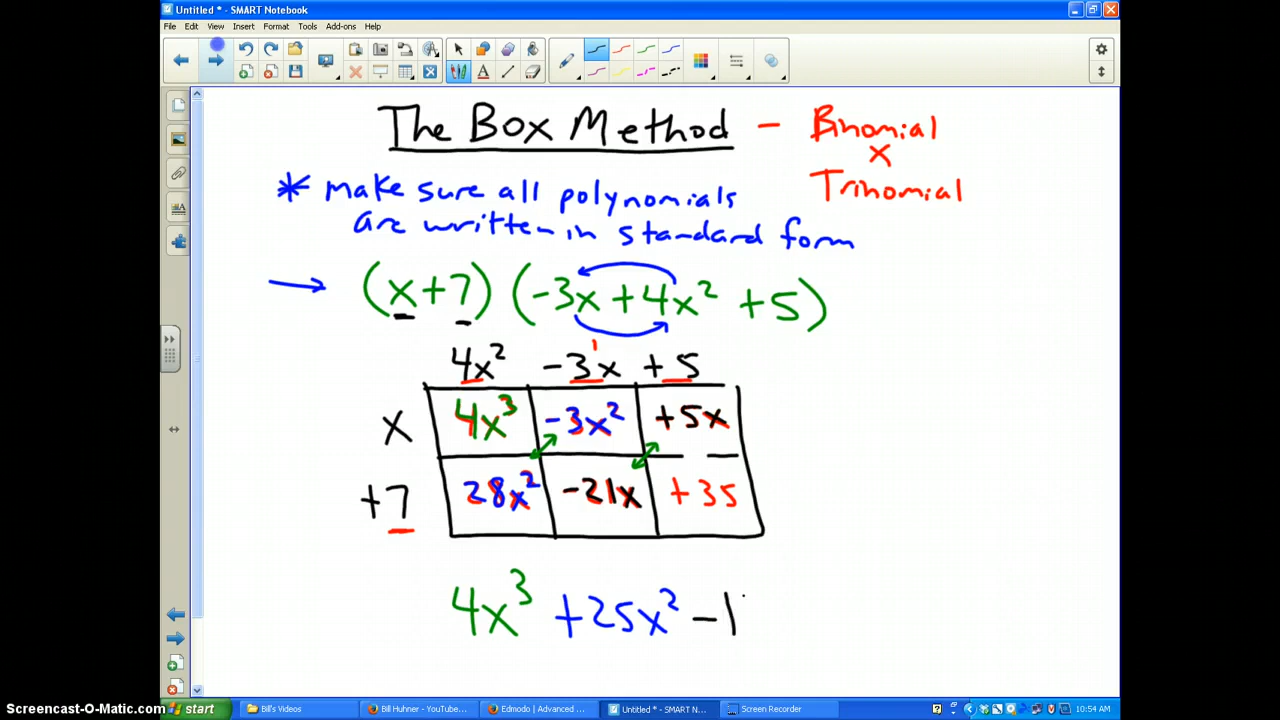 Untitled * - SMART Notebook
File Edit View Insert Format Tools Add-ons Help
The Box Method - Binomial
x
Trinomial
* make sure all polynomials
are written in standard form
→ (x+7) (-3x+4x² +5)
1
4x² -3x +5
x 4x³ -3x² +5x
+7 28x² -21x +35
4x³ +25x² -1
Screencast-O-Matic.com start Bill's Videos Bill Huhner - YouTube... Edmodo | Advanced ... Untitled * - SMART No... Screen Recorder 10:54 AM